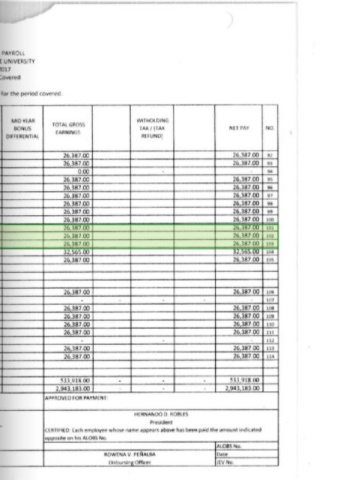 PAYROLL
E UNIVERSITY
2017
Covered
for the period covered.
MID YEAR BONUS DIFFERENTIAL TOTAL GROSS EARNINGS WITHHOLDING TAX / (TAX REFUND) NET PAY NO.
26,387.00 26,387.00 92
26,387.00 26,387.00 93
0.00 - 94
26,387.00 26,387.00 95
26,387.00 26,387.00 96
26,387.00 26,387.00 97
26,387.00 26,387.00 98
26,387.00 26,387.00 99
26,387.00 26,387.00 100
26,387.00 26,387.00 101
26,387.00 26,387.00 102
26,387.00 26,387.00 103
32,565.00 32,565.00 104
26,387.00 26,387.00 105
26,387.00 26,387.00 106
- - - 107
26,387.00 26,387.00 108
26,387.00 26,387.00 109
26,387.00 26,387.00 110
26,387.00 26,387.00 111
- - 112
26,387.00 26,387.00 113
26,387.00 26,387.00 114
533,918.00 - - - 533,918.00
2,943,183.00 - - - 2,943,183.00
APPROVED FOR PAYMENT:
HERNANDO D. ROBLES
President
CERTIFIED: Each employee whose name appears above has been paid the amount indicated
opposite on his ALOBS No.
ALOBS No.
ROWENA V. PEÑALBA Date
Disbursing Officer JEV No.